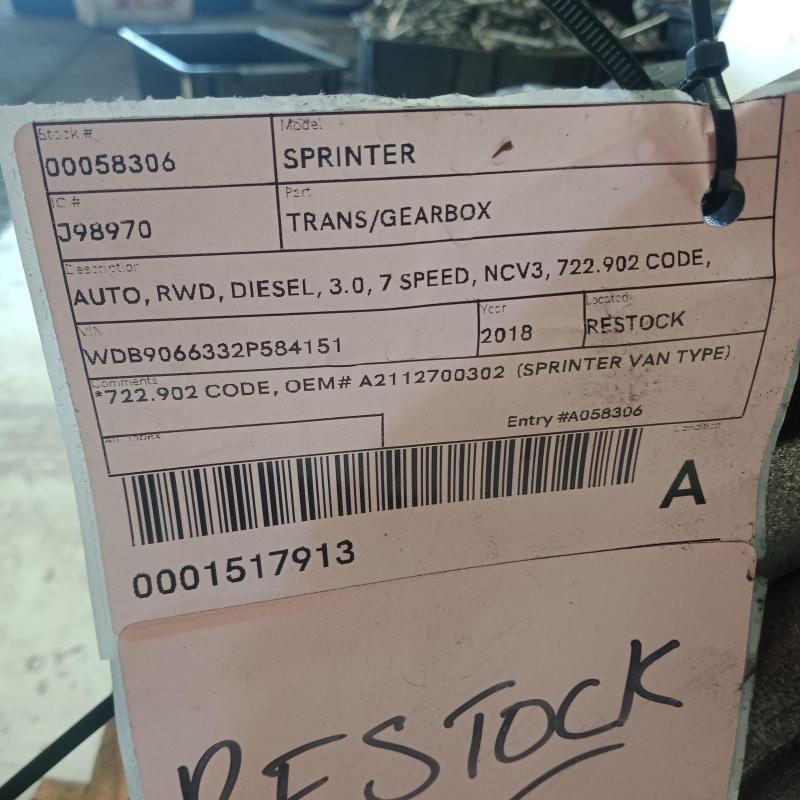 Stock #
00058306
Model
SPRINTER
IC #
J98970
Part
TRANS/GEARBOX
Description
AUTO, RWD, DIESEL, 3.0, 7 SPEED, NCV3, 722.902 CODE,
VIN
WDB9066332P584151
Year
2018
Located
RESTOCK
Comments
*722.902 CODE, OEM# A2112700302 (SPRINTER VAN TYPE)
Entry #A058306
Condition
A
0001517913
RESTOCK